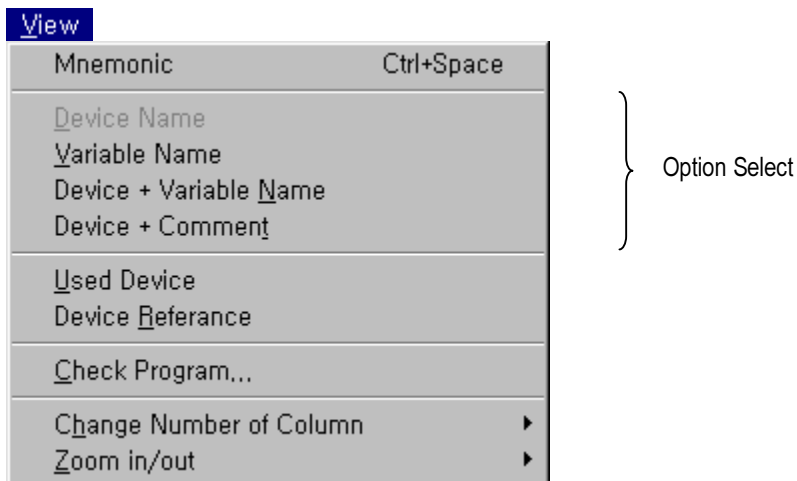 View
Mnemonic Ctrl+Space
Device Name
Variable Name
Device + Variable Name
Device + Comment
Option Select
Used Device
Device Referance
Check Program...
Change Number of Column
Zoom in/out